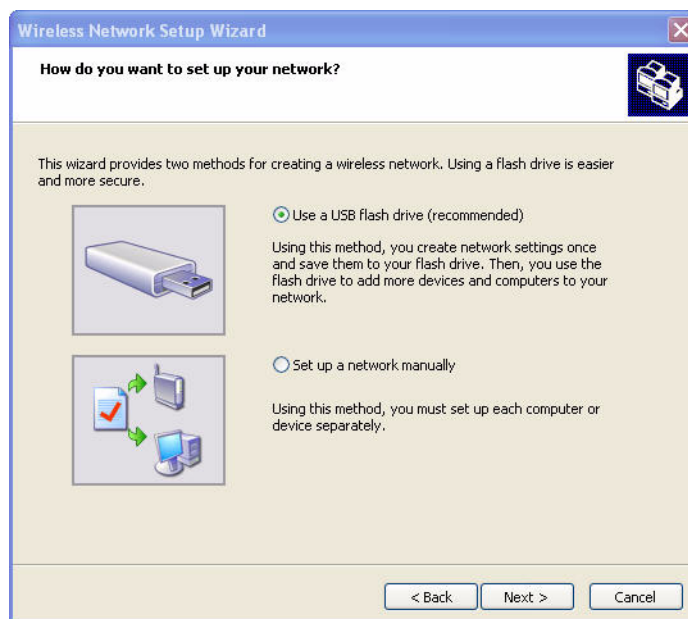 Wireless Network Setup Wizard
How do you want to set up your network?
This wizard provides two methods for creating a wireless network. Using a flash drive is easier
and more secure.
Use a USB flash drive (recommended)
Using this method, you create network settings once
and save them to your flash drive. Then, you use the
flash drive to add more devices and computers to your
network.
Set up a network manually
Using this method, you must set up each computer or
device separately.
< Back
Next >
Cancel